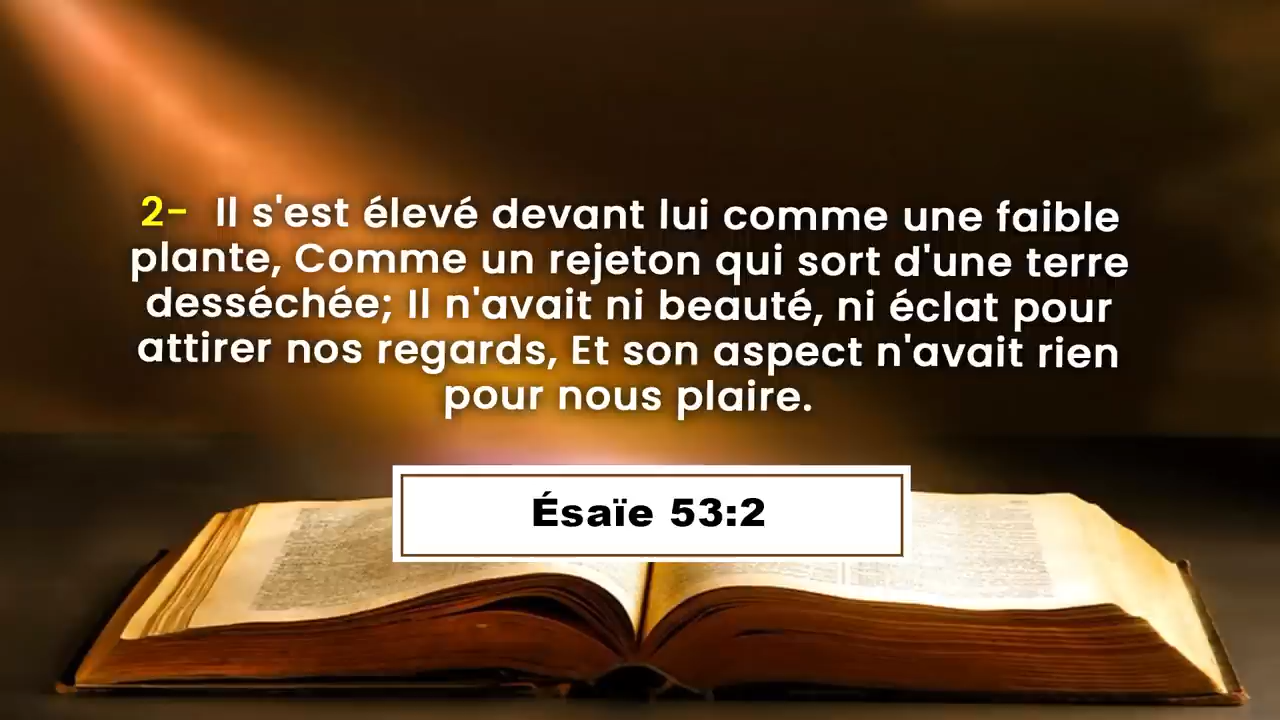 2- Il s'est élevé devant lui comme une faible
plante, Comme un rejeton qui sort d'une terre
desséchée; Il n'avait ni beauté, ni éclat pour
attirer nos regards, Et son aspect n'avait rien
pour nous plaire.
Ésaïe 53:2